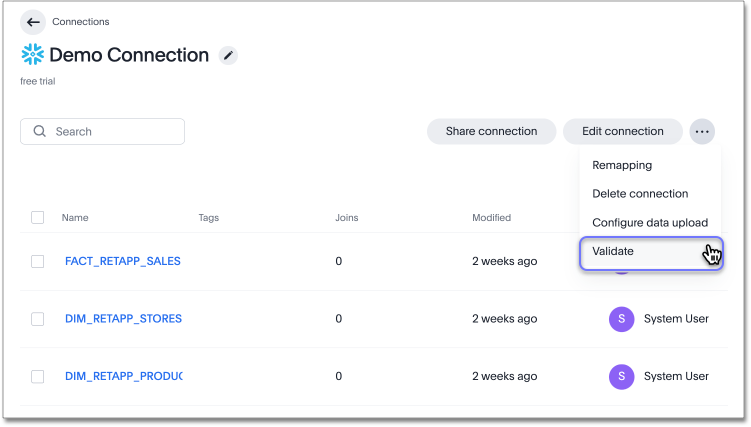 Connections
Demo Connection
free trial
Search
Share connection
Edit connection
Remapping
Delete connection
Configure data upload
Validate
Name Tags Joins Modified
FACT_RETAPP_SALES 0 2 weeks ago
DIM_RETAPP_STORES 0 2 weeks ago S System User
DIM_RETAPP_PRODUC 0 2 weeks ago S System User